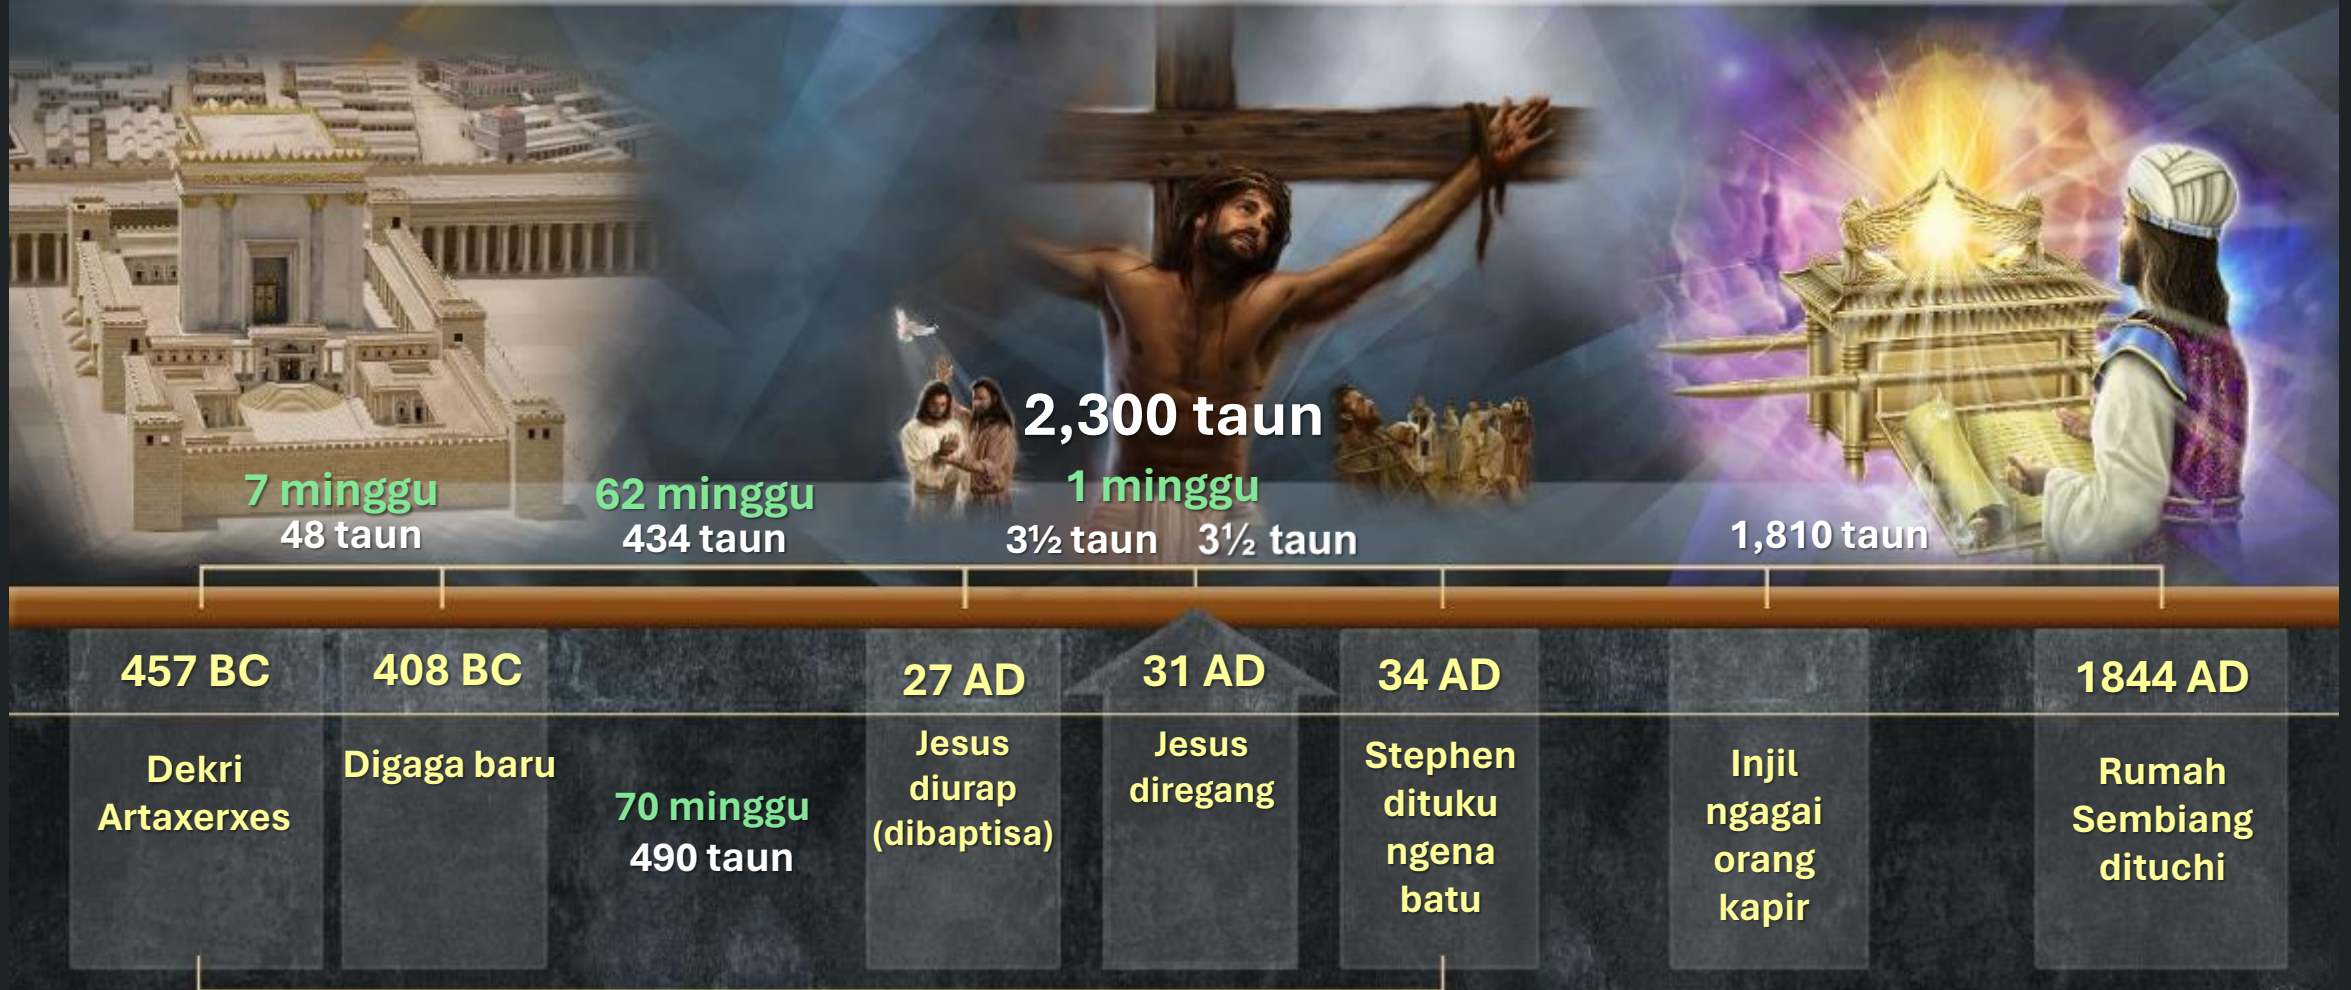 2,300 taun
7 minggu
48 taun
62 minggu
434 taun
1 minggu
3½ taun
3½ taun
1,810 taun
457 BC
Dekri
Artaxerxes
408 BC
Digaga baru
70 minggu
490 taun
27 AD
Jesus
diurap
(dibaptisa)
31 AD
Jesus
diregang
34 AD
Stephen
dituku
ngena
batu
Injil
ngagai
orang
kapir
1844 AD
Rumah
Sembiang
dituchi